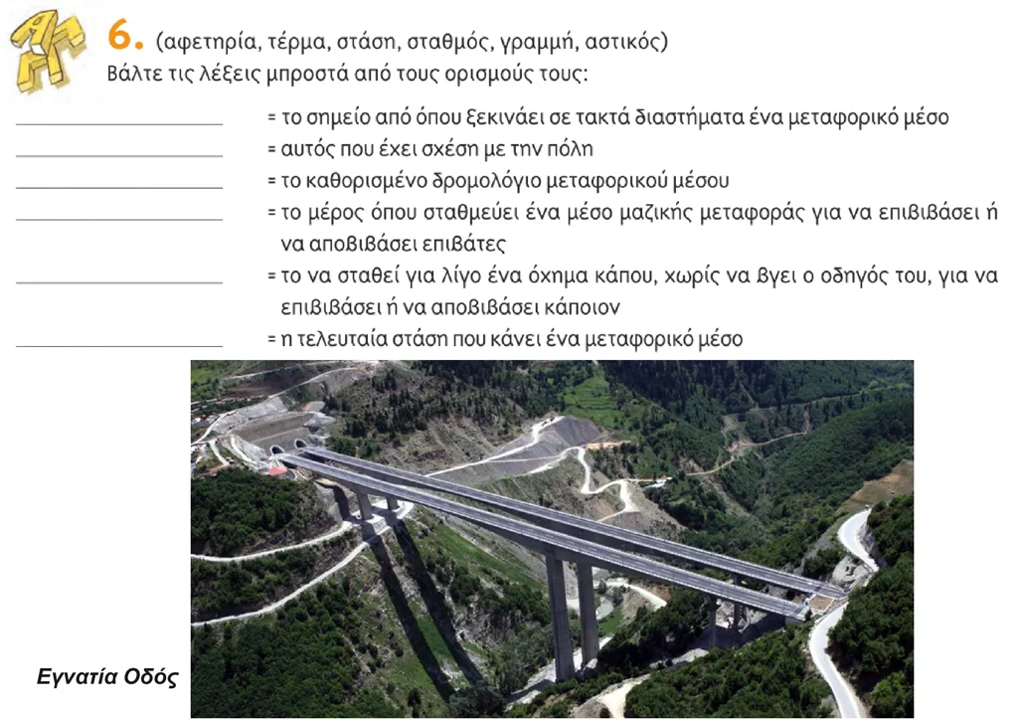 6. (αφετηρία, τέρμα, στάση, σταθμός, γραμμή, αστικός)
Βάλτε τις λέξεις μπροστά από τους ορισμούς τους:
= το σημείο από όπου ξεκινάει σε τακτά διαστήματα ένα μεταφορικό μέσο
= αυτός που έχει σχέση με την πόλη
= το καθορισμένο δρομολόγιο μεταφορικού μέσου
= το μέρος όπου σταθμεύει ένα μέσο μαζικής μεταφοράς για να επιβιβάσει ή
να αποβιβάσει επιβάτες
= το να σταθεί για λίγο ένα όχημα κάπου, χωρίς να βγει ο οδηγός του, για να
επιβιβάσει ή να αποβιβάσει κάποιον
= η τελευταία στάση που κάνει ένα μεταφορικό μέσο
Εγνατία Οδός